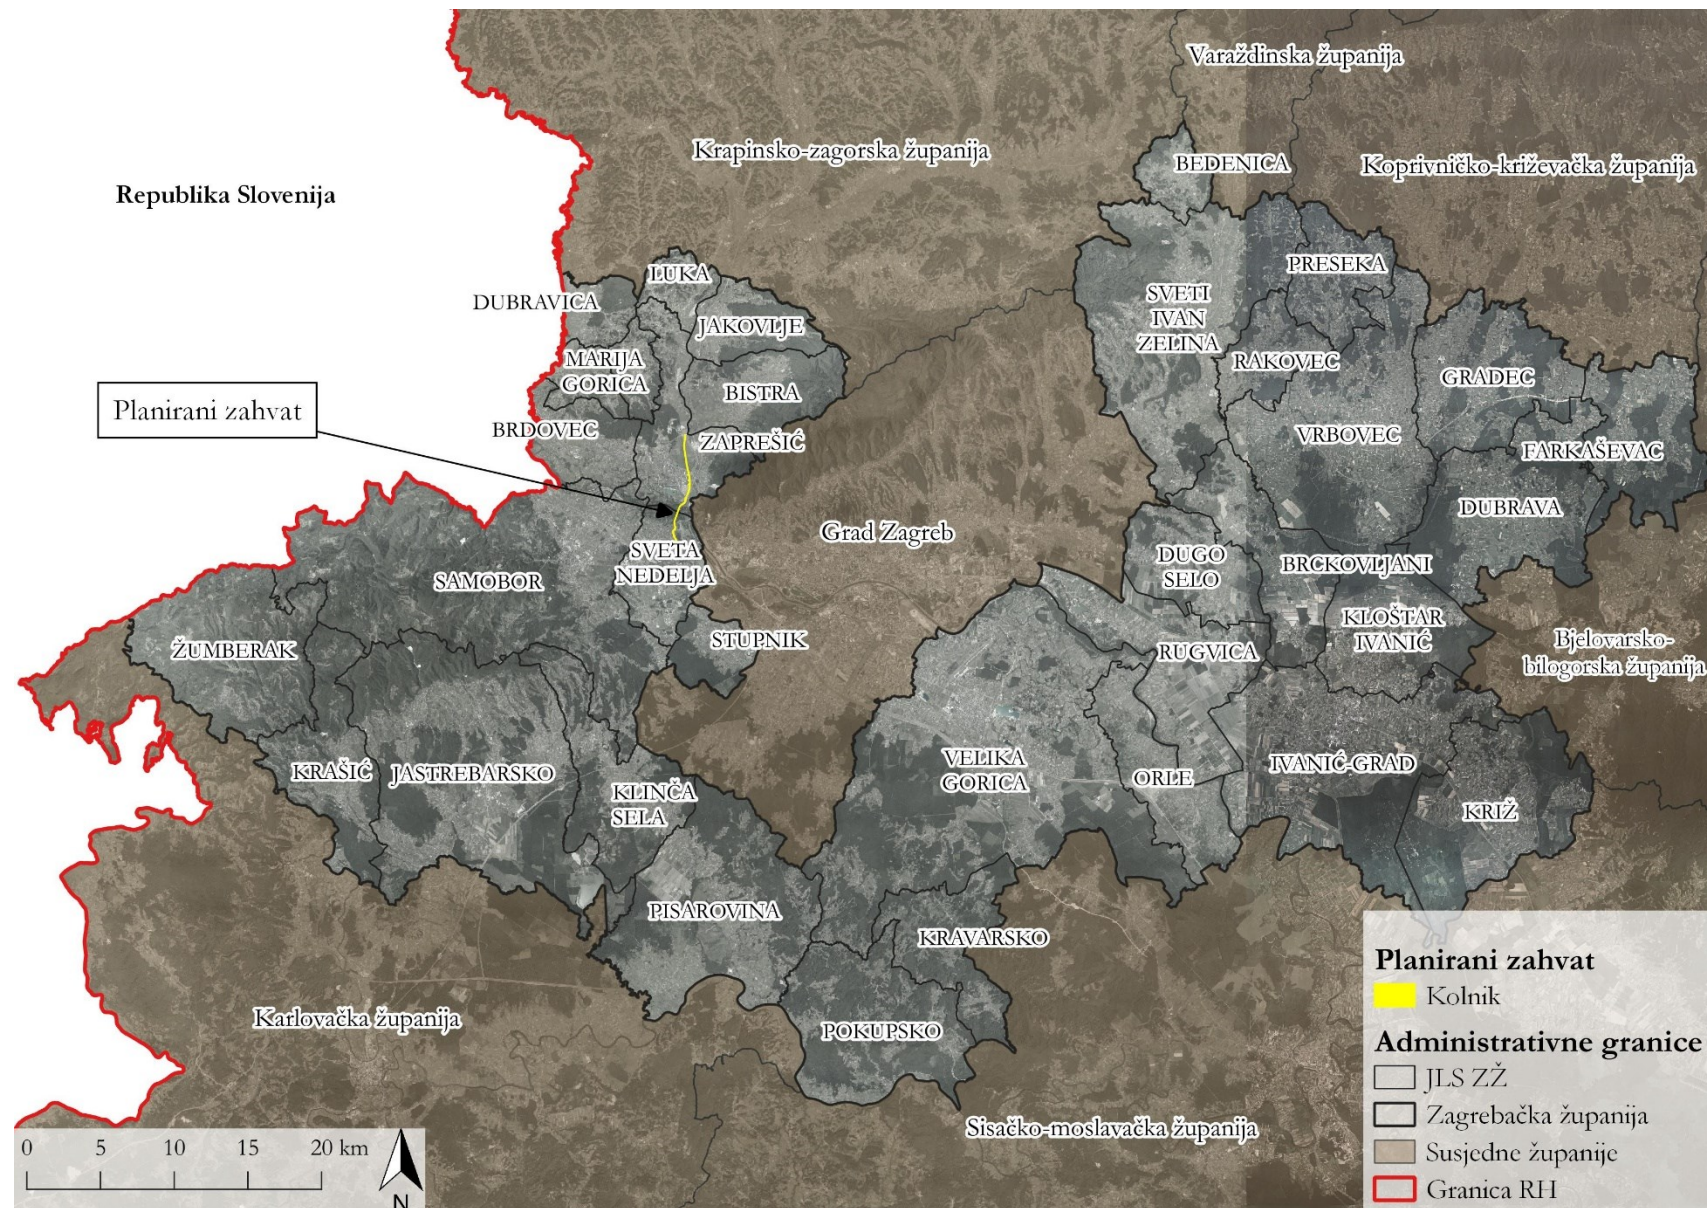 Varaždinska županija
Krapinsko-zagorska županija
BEDENICA
Koprivničko-križevačka županija
Republika Slovenija
LUKA
PRESEKA
DUBRAVICA
SVETI
IVAN
ZELINA
JAKOVLJE
MARIJA
GORICA
RAKOVEC
GRADEC
BISTRA
Planirani zahvat
BRDOVEC
ZAPREŠIĆ
VRBOVEC
FARKAŠEVAC
DUBRAVA
Grad Zagreb
SVETA
NEDELJA
DUGO
SELO
BRCKOVLJANI
SAMOBOR
KLOŠTAR
IVANIĆ
ŽUMBERAK
STUPNIK
RUGVICA
Bjelovarsko-
bilogorska županija
KRAŠIĆ
JASTREBARSKO
KLINČA
SELA
VELIKA
GORICA
ORLE
IVANIĆ-GRAD
KRIŽ
PISAROVINA
KRAVARSKO
Karlovačka županija
POKUPSKO
Sisačko-moslavačka županija
Planirani zahvat
Kolnik
Administrativne granice
JLS ZŽ
Zagrebačka županija
Susjedne županije
Granica RH
0 5 10 15 20 km
N